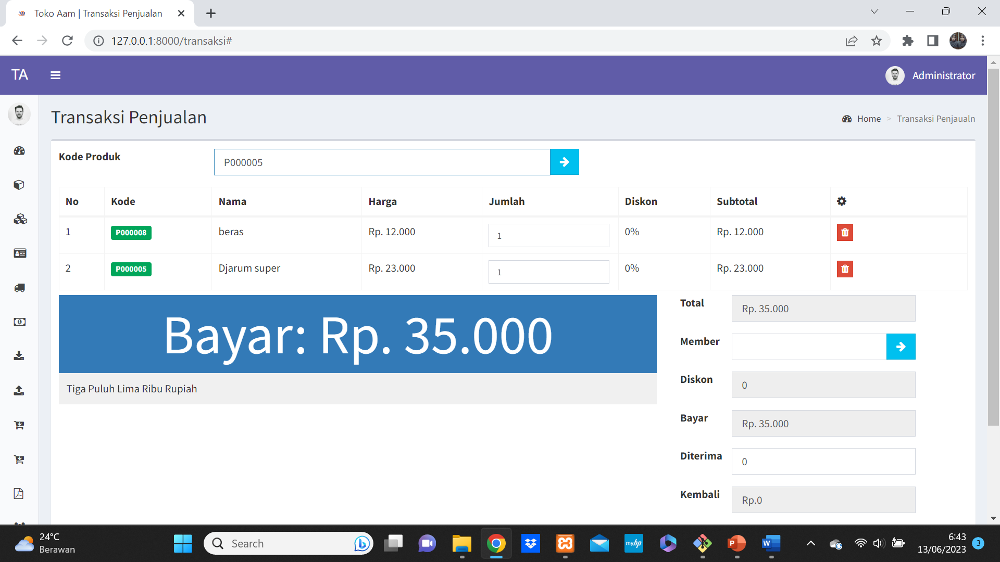 Toko Aam | Transaksi Penjualan
127.0.0.1:8000/transaksi#
TA
Administrator
Transaksi Penjualan
Home > Transaksi Penjaualn
Kode Produk
P000005
No Kode Nama Harga Jumlah Diskon Subtotal
1 P000008 beras Rp. 12.000 1 0% Rp. 12.000
2 P000005 Djarum super Rp. 23.000 1 0% Rp. 23.000
Bayar: Rp. 35.000
Tiga Puluh Lima Ribu Rupiah
Total Rp. 35.000
Member
Diskon 0
Bayar Rp. 35.000
Diterima 0
Kembali Rp.0
24°C
Berawan
Search
myhp
P
W
6:43
13/06/2023
3